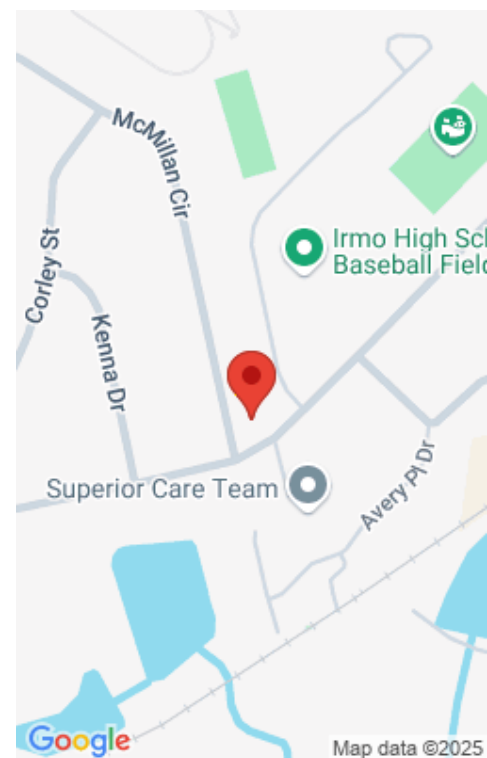 McMillan Cir
Corley St
Kenna Dr
Irmo High Sch
Baseball Field
Superior Care Team
Avery Pl Dr
Google
Map data ©2025